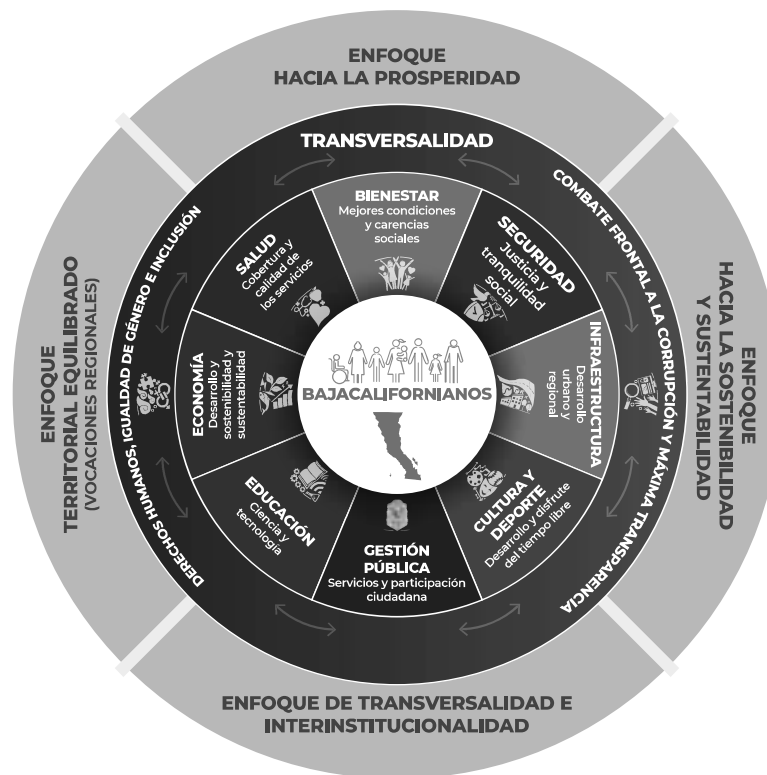 ENFOQUE
HACIA LA PROSPERIDAD
TRANSVERSALIDAD
COMBATE FRONTAL A LA CORRUPCIÓN Y MÁXIMA TRANSPARENCIA
DERECHOS HUMANOS, IGUALDAD DE GÉNERO E INCLUSIÓN
BIENESTAR
Mejores condiciones
y carencias
sociales
SEGURIDAD
Justicia y
tranquilidad
social
INFRAESTRUCTURA
Desarrollo
urbano y
regional
CULTURA Y
DEPORTE
Desarrollo y disfrute
del tiempo libre
GESTIÓN
PÚBLICA
Servicios y participación
ciudadana
EDUCACIÓN
Ciencia y
tecnología
ECONOMÍA
Desarrollo y
sostenibilidad y
sustentabilidad
SALUD
Cobertura y
calidad de
los servicios
BAJACALIFORNIANOS
ENFOQUE
HACIA LA SOSTENIBILIDAD
Y SUSTENTABILIDAD
ENFOQUE DE TRANSVERSALIDAD E
INTERINSTITUCIONALIDAD
ENFOQUE
TERRITORIAL EQUILIBRADO
(VOCACIONES REGIONALES)